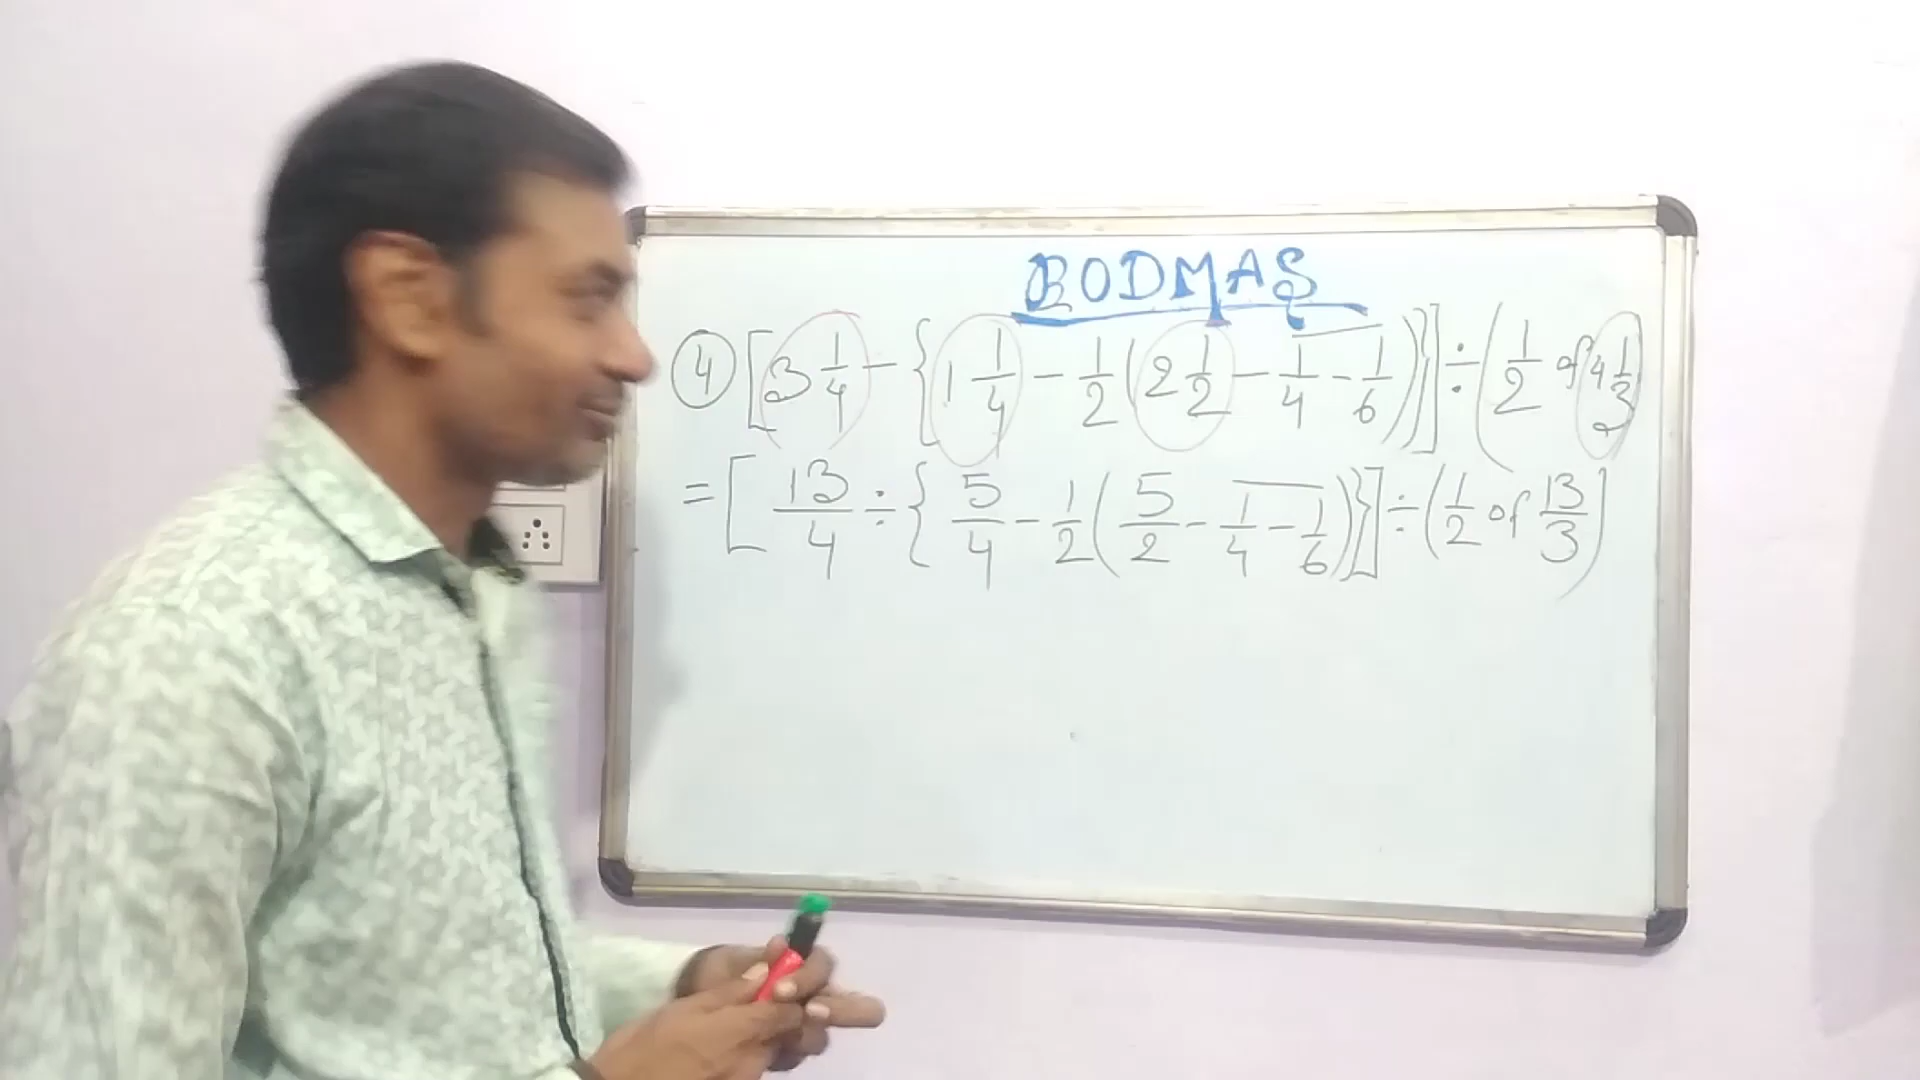 BODMAS
④ [3 1/4 - {1 1/4 - 1/2 (2 1/2 - \overline{1/4 - 1/6})}] ÷ (1/2 of 4 1/3
= [13/4 ÷ {5/4 - 1/2 (5/2 - \overline{1/4 - 1/6})}] ÷ (1/2 of 13/3)